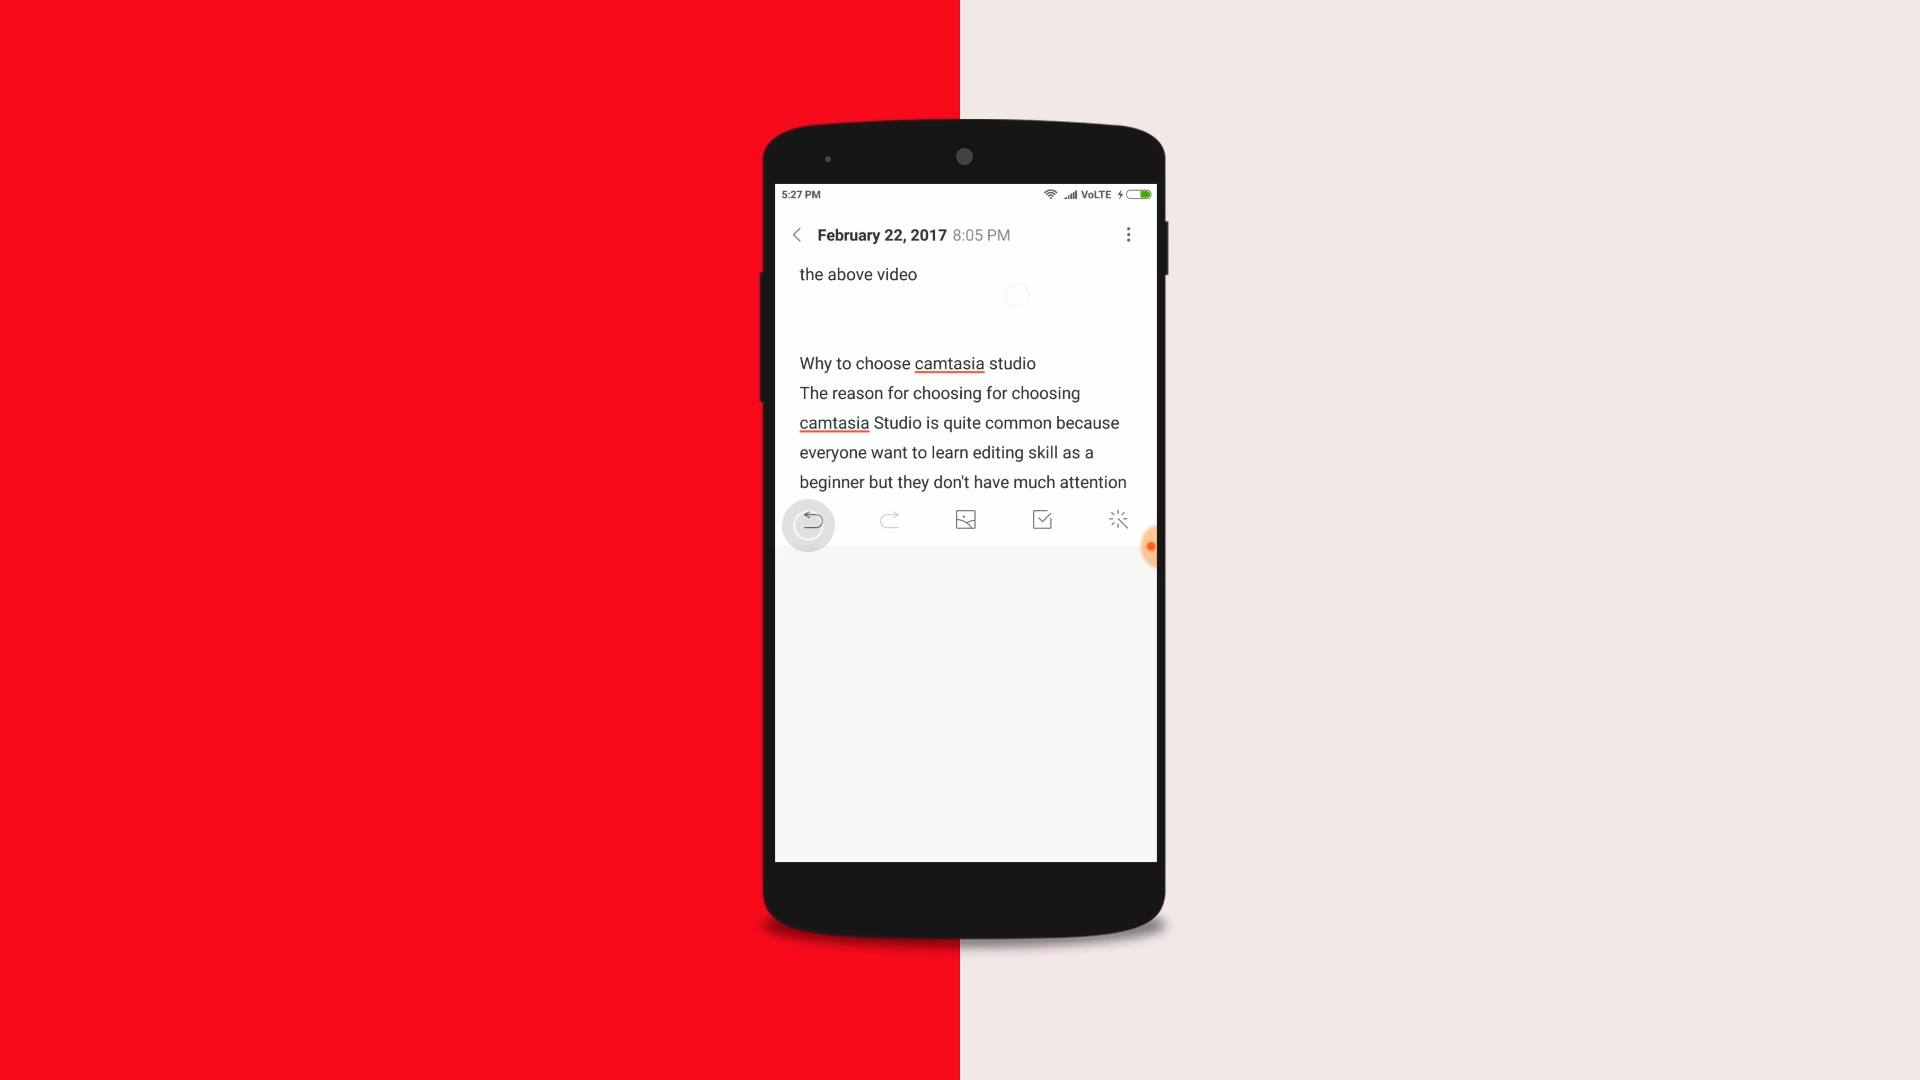 5:27 PM VoLTE
February 22, 2017 8:05 PM
the above video
Why to choose camtasia studio
The reason for choosing for choosing
camtasia Studio is quite common because
everyone want to learn editing skill as a
beginner but they don't have much attention